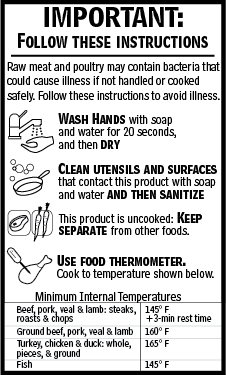 IMPORTANT:
FOLLOW THESE INSTRUCTIONS
Raw meat and poultry may contain bacteria that
could cause illness if not handled or cooked
safely. Follow these instructions to avoid illness.
WASH HANDS with soap
and water for 20 seconds,
and then DRY
CLEAN UTENSILS AND SURFACES
that contact this product with soap
and water AND THEN SANITIZE
This product is uncooked: KEEP
SEPARATE from other foods.
USE FOOD THERMOMETER.
Cook to temperature shown below.
Minimum Internal Temperatures
Beef, pork, veal & lamb: steaks, 145° F
roasts & chops +3-min rest time
Ground beef, pork, veal & lamb 160° F
Turkey, chicken & duck: whole, 165° F
pieces, & ground
Fish 145° F